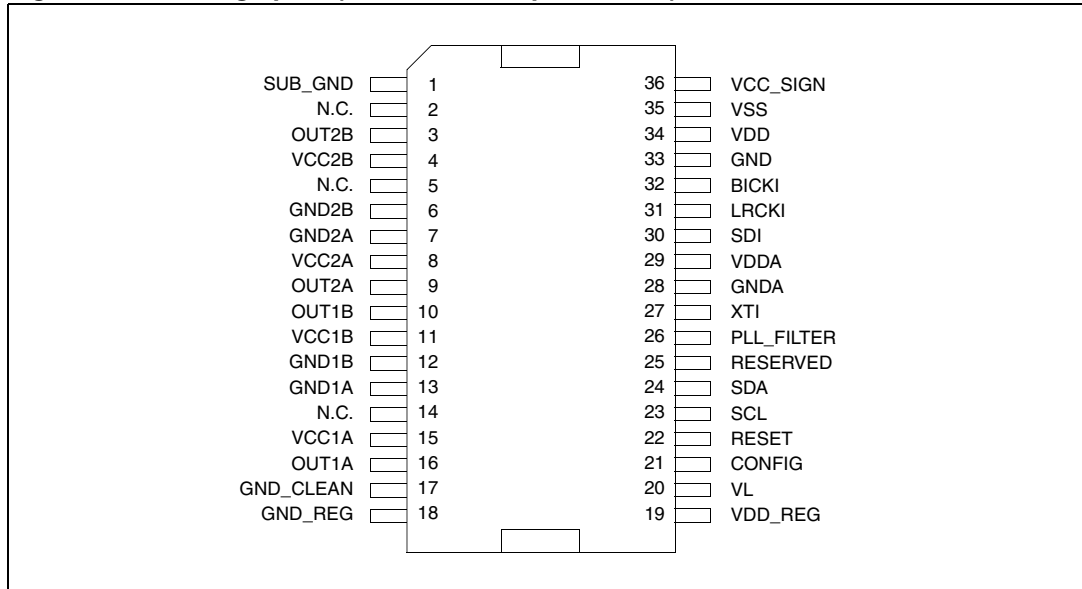 SUB_GND 1 36 VCC_SIGN
N.C. 2 35 VSS
OUT2B 3 34 VDD
VCC2B 4 33 GND
N.C. 5 32 BICKI
GND2B 6 31 LRCKI
GND2A 7 30 SDI
VCC2A 8 29 VDDA
OUT2A 9 28 GNDA
OUT1B 10 27 XTI
VCC1B 11 26 PLL_FILTER
GND1B 12 25 RESERVED
GND1A 13 24 SDA
N.C. 14 23 SCL
VCC1A 15 22 RESET
OUT1A 16 21 CONFIG
GND_CLEAN 17 20 VL
GND_REG 18 19 VDD_REG